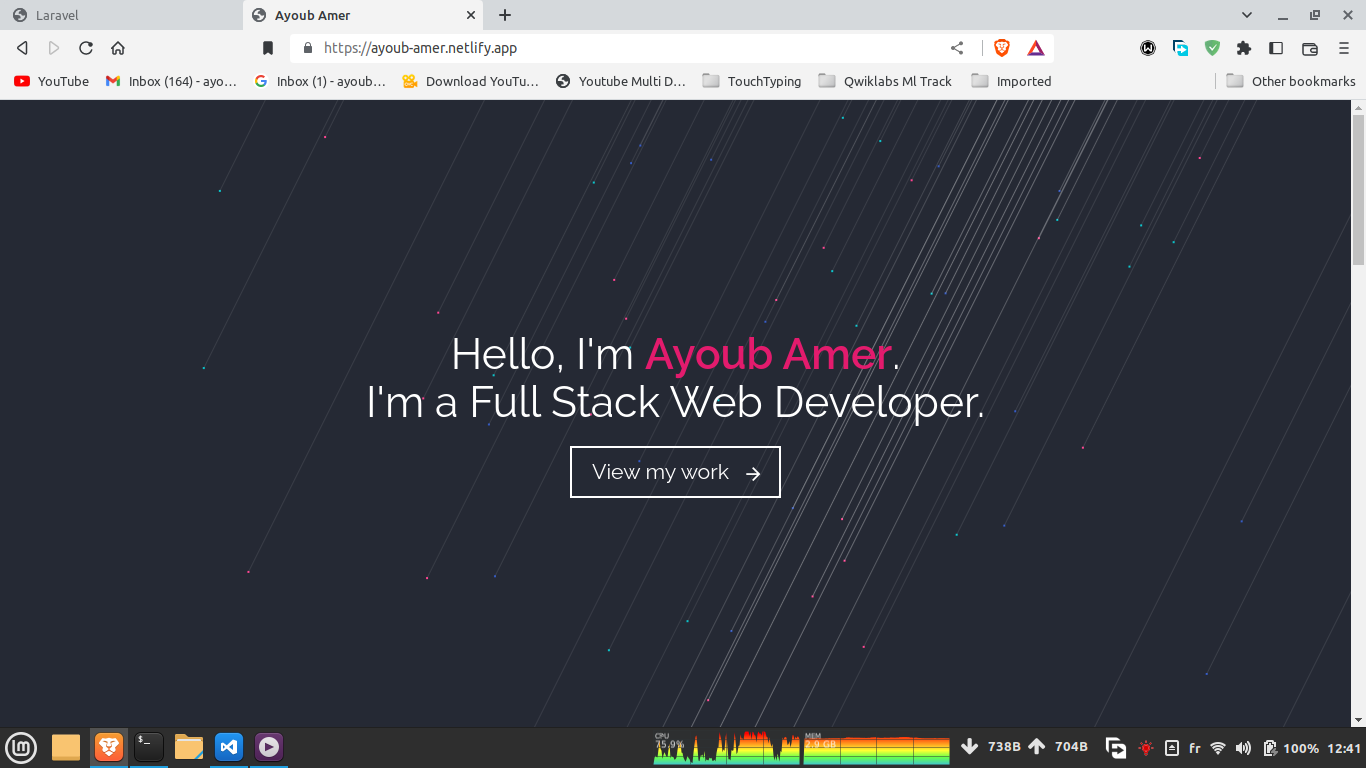 Laravel
Ayoub Amer
https://ayoub-amer.netlify.app
YouTube
Inbox (164) - ayo…
Inbox (1) - ayoub…
Download YouTu…
Youtube Multi D…
TouchTyping
Qwiklabs Ml Track
Imported
Other bookmarks
Hello, I'm Ayoub Amer.
I'm a Full Stack Web Developer.
View my work
CPU
75.9%
MEM
2.9 GB
738B
704B
fr
100%
12:41